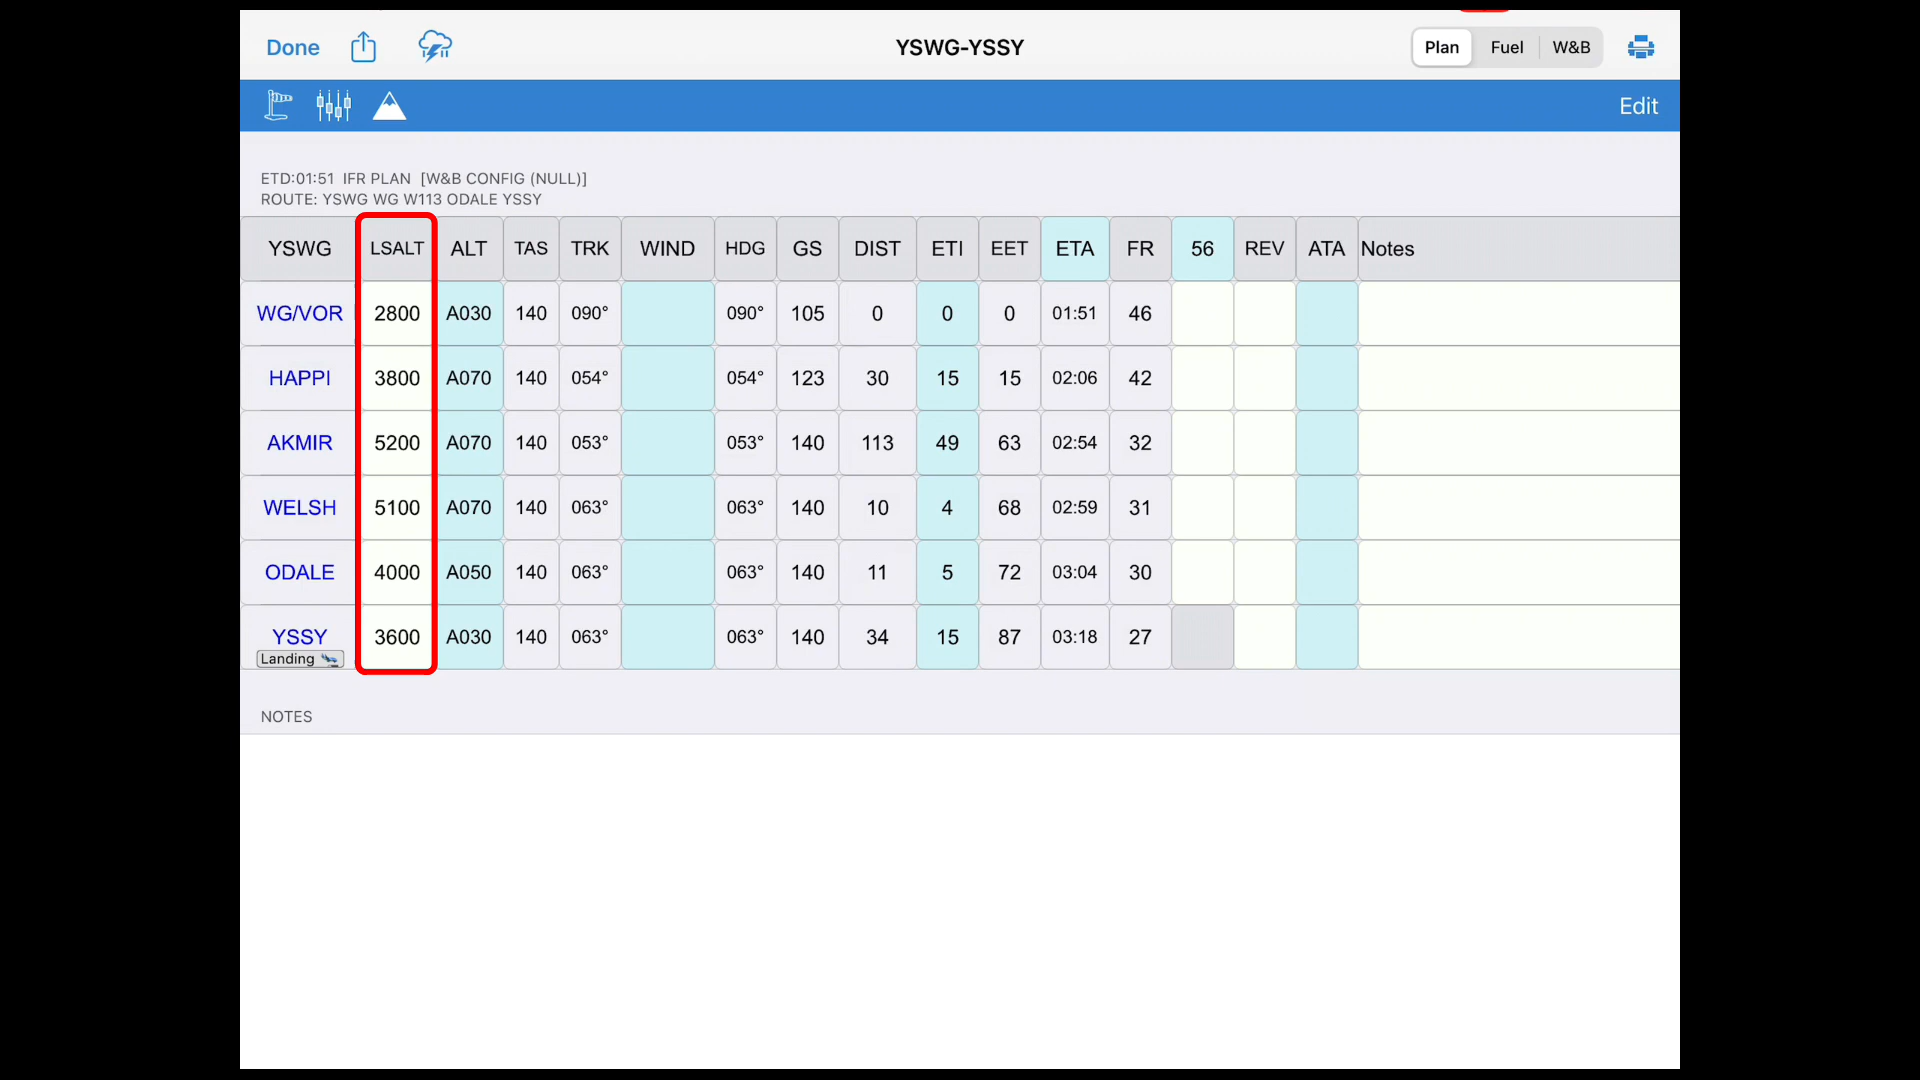 Done YSWG-YSSY Plan Fuel W&B
Edit
ETD:01:51 IFR PLAN [W&B CONFIG (NULL)]
ROUTE: YSWG WG W113 ODALE YSSY
YSWG LSALT ALT TAS TRK WIND HDG GS DIST ETI EET ETA FR 56 REV ATA Notes
WG/VOR 2800 A030 140 090° 090° 105 0 0 0 01:51 46
HAPPI 3800 A070 140 054° 054° 123 30 15 15 02:06 42
AKMIR 5200 A070 140 053° 053° 140 113 49 63 02:54 32
WELSH 5100 A070 140 063° 063° 140 10 4 68 02:59 31
ODALE 4000 A050 140 063° 063° 140 11 5 72 03:04 30
YSSY 3600 A030 140 063° 063° 140 34 15 87 03:18 27
Landing
NOTES